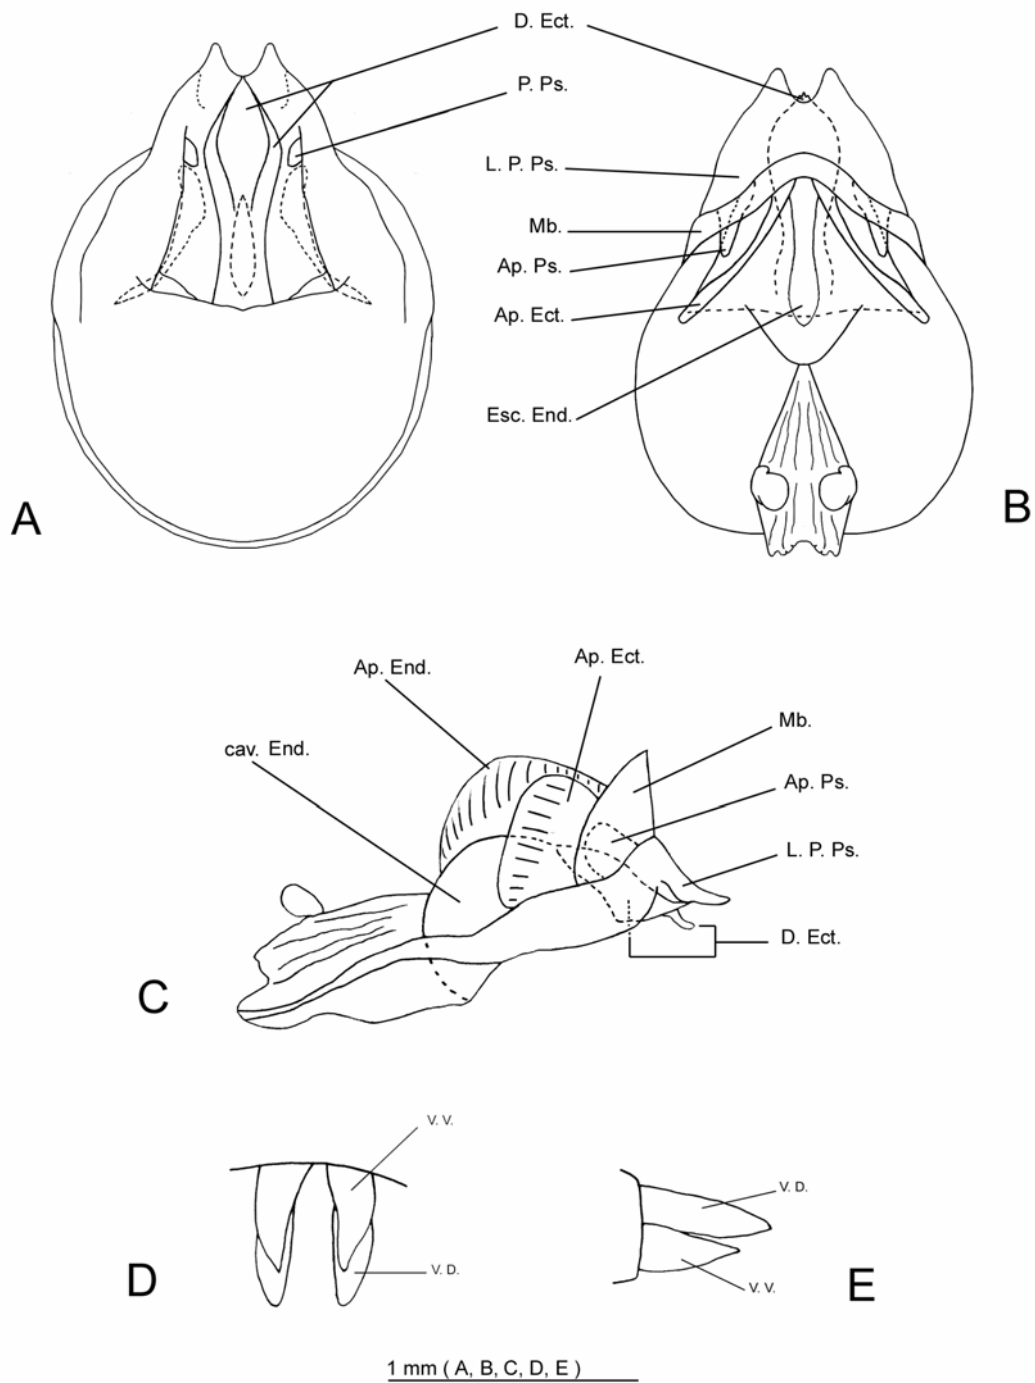 D. Ect.
P. Ps.
L. P. Ps.
Mb.
Ap. Ps.
Ap. Ect.
Esc. End.
A
B
Ap. End.
Ap. Ect.
cav. End.
Mb.
Ap. Ps.
L. P. Ps.
D. Ect.
C
V. V.
V. D.
D
V. D.
V. V.
E
1 mm ( A, B, C, D, E )